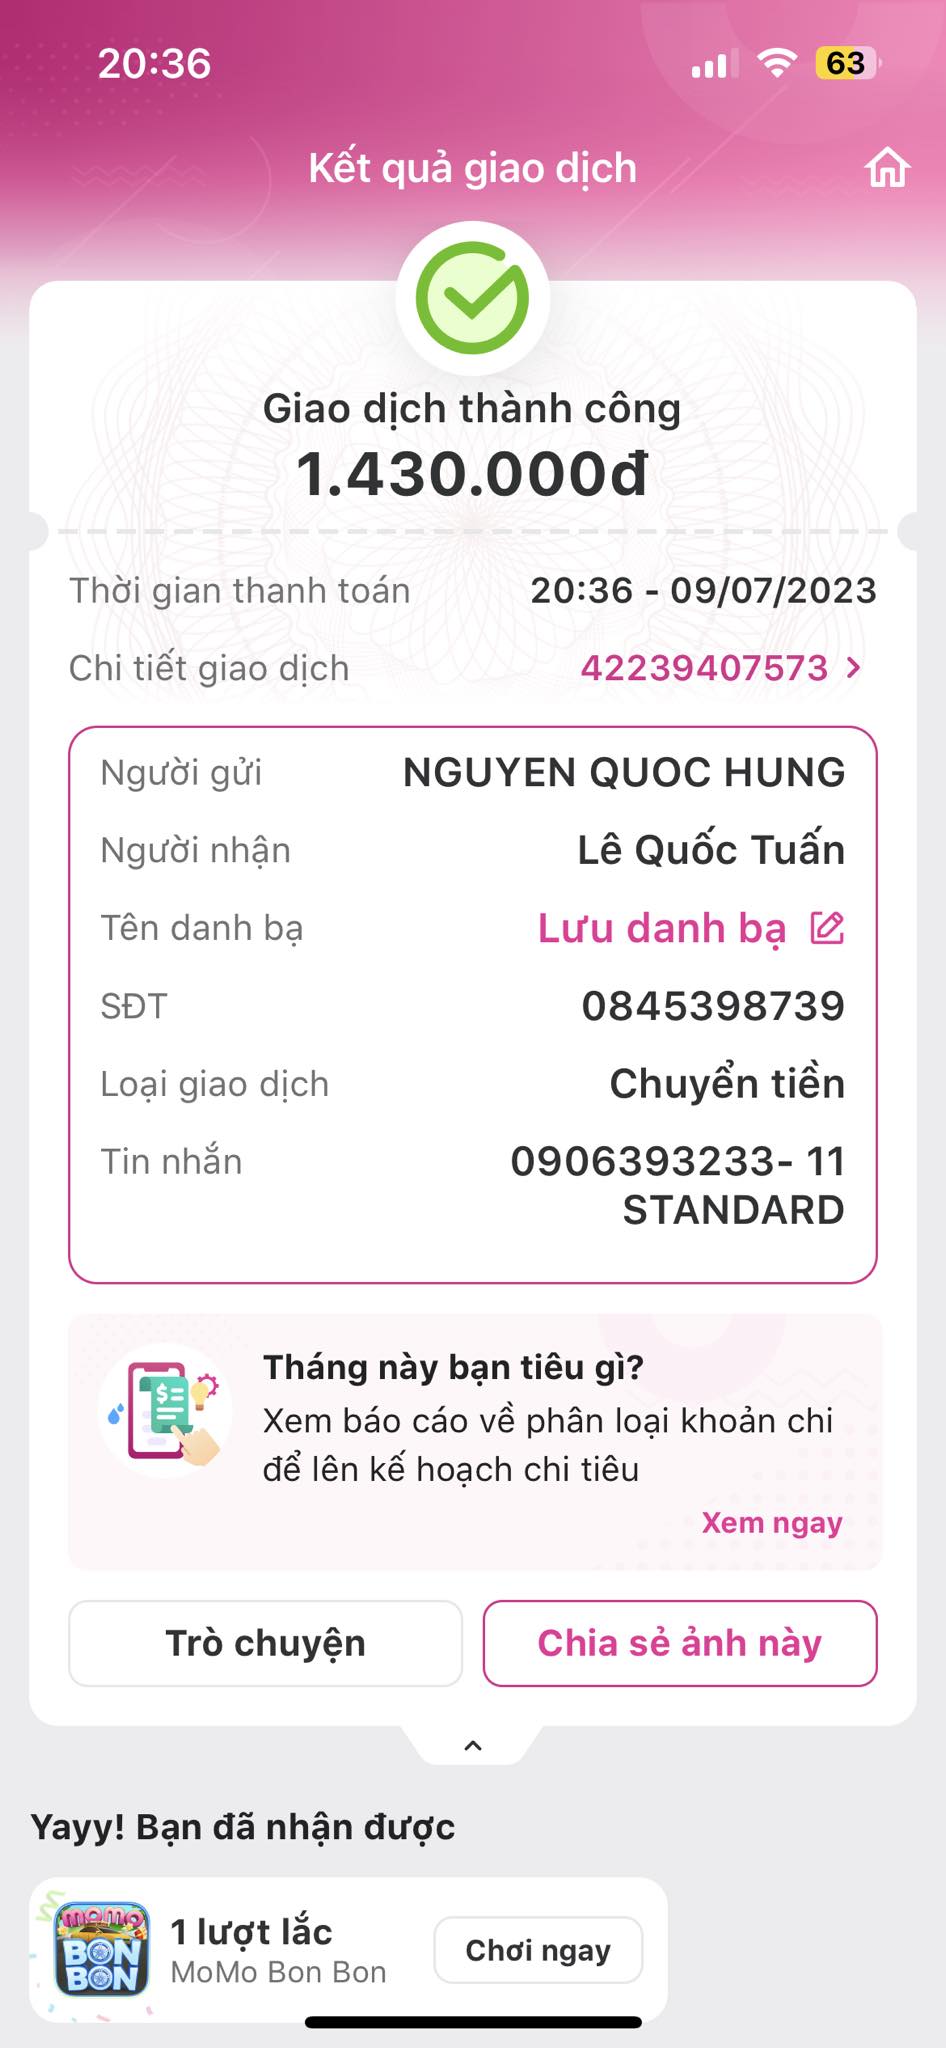 20:36
63
Kết quả giao dịch
Giao dịch thành công
1.430.000đ
Thời gian thanh toán 20:36 - 09/07/2023
Chi tiết giao dịch 42239407573
Người gửi NGUYEN QUOC HUNG
Người nhận Lê Quốc Tuấn
Tên danh bạ Lưu danh bạ
SĐT 0845398739
Loại giao dịch Chuyển tiền
Tin nhắn 0906393233- 11
STANDARD
Tháng này bạn tiêu gì?
Xem báo cáo về phân loại khoản chi
để lên kế hoạch chi tiêu
Xem ngay
Trò chuyện Chia sẻ ảnh này
Yayy! Bạn đã nhận được
momo
BON
BON
1 lượt lắc
MoMo Bon Bon
Chơi ngay